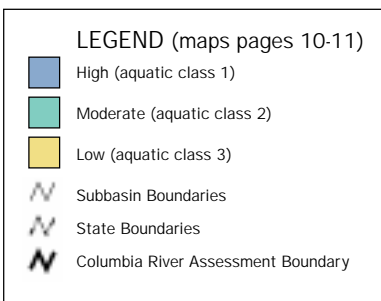 LEGEND (maps pages 10-11)
High (aquatic class 1)
Moderate (aquatic class 2)
Low (aquatic class 3)
Subbasin Boundaries
State Boundaries
Columbia River Assessment Boundary